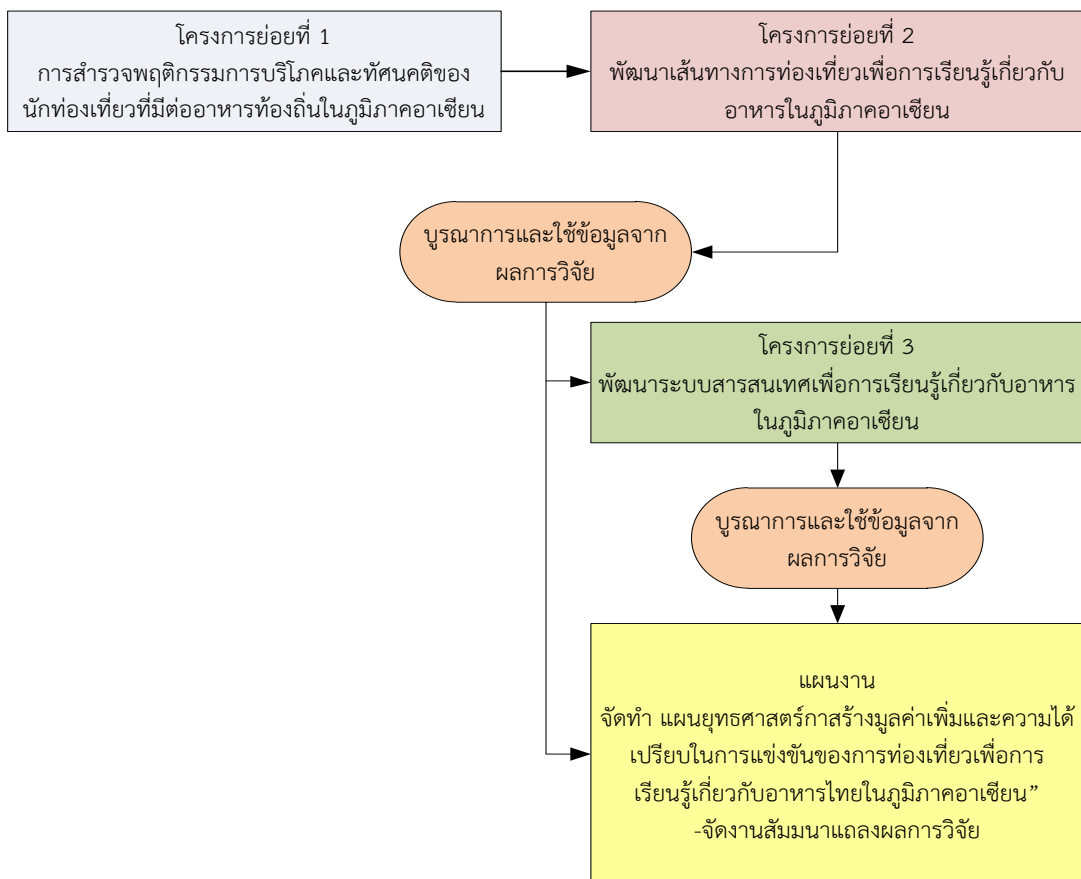 โครงการย่อยที่ 1
การสำรวจพฤติกรรมการบริโภคและทัศนคติของ
นักท่องเที่ยวที่มีต่ออาหารท้องถิ่นในภูมิภาคอาเซียน
โครงการย่อยที่ 2
พัฒนาเส้นทางการท่องเที่ยวเพื่อการเรียนรู้เกี่ยวกับ
อาหารในภูมิภาคอาเซียน
บูรณาการและใช้ข้อมูลจาก
ผลการวิจัย
โครงการย่อยที่ 3
พัฒนาระบบสารสนเทศเพื่อการเรียนรู้เกี่ยวกับอาหาร
ในภูมิภาคอาเซียน
บูรณาการและใช้ข้อมูลจาก
ผลการวิจัย
แผนงาน
จัดทำ แผนยุทธศาสตร์กาสร้างมูลค่าเพิ่มและความได้
เปรียบในการแข่งขันของการท่องเที่ยวเพื่อการ
เรียนรู้เกี่ยวกับอาหารไทยในภูมิภาคอาเซียน”
-จัดงานสัมมนาแถลงผลการวิจัย